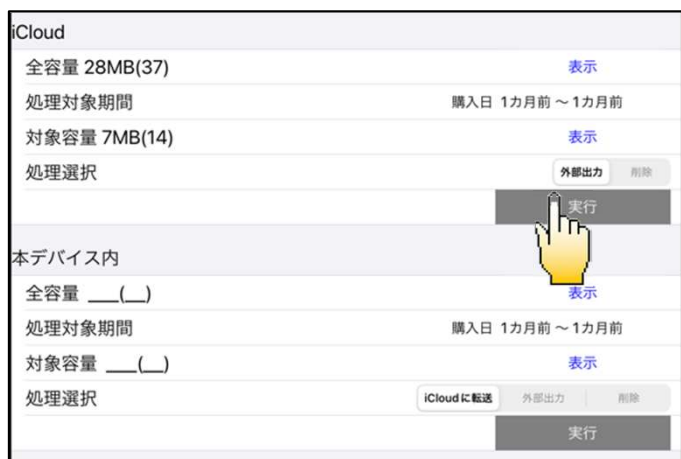 iCloud
全容量 28MB(37) 表示
処理対象期間 購入日 1カ月前 ～ 1カ月前
対象容量 7MB(14) 表示
処理選択 外部出力 削除
実行
本デバイス内
全容量 ___(__) 表示
処理対象期間 購入日 1カ月前 ～ 1カ月前
対象容量 ___(__) 表示
処理選択 iCloudに転送 外部出力 削除
実行